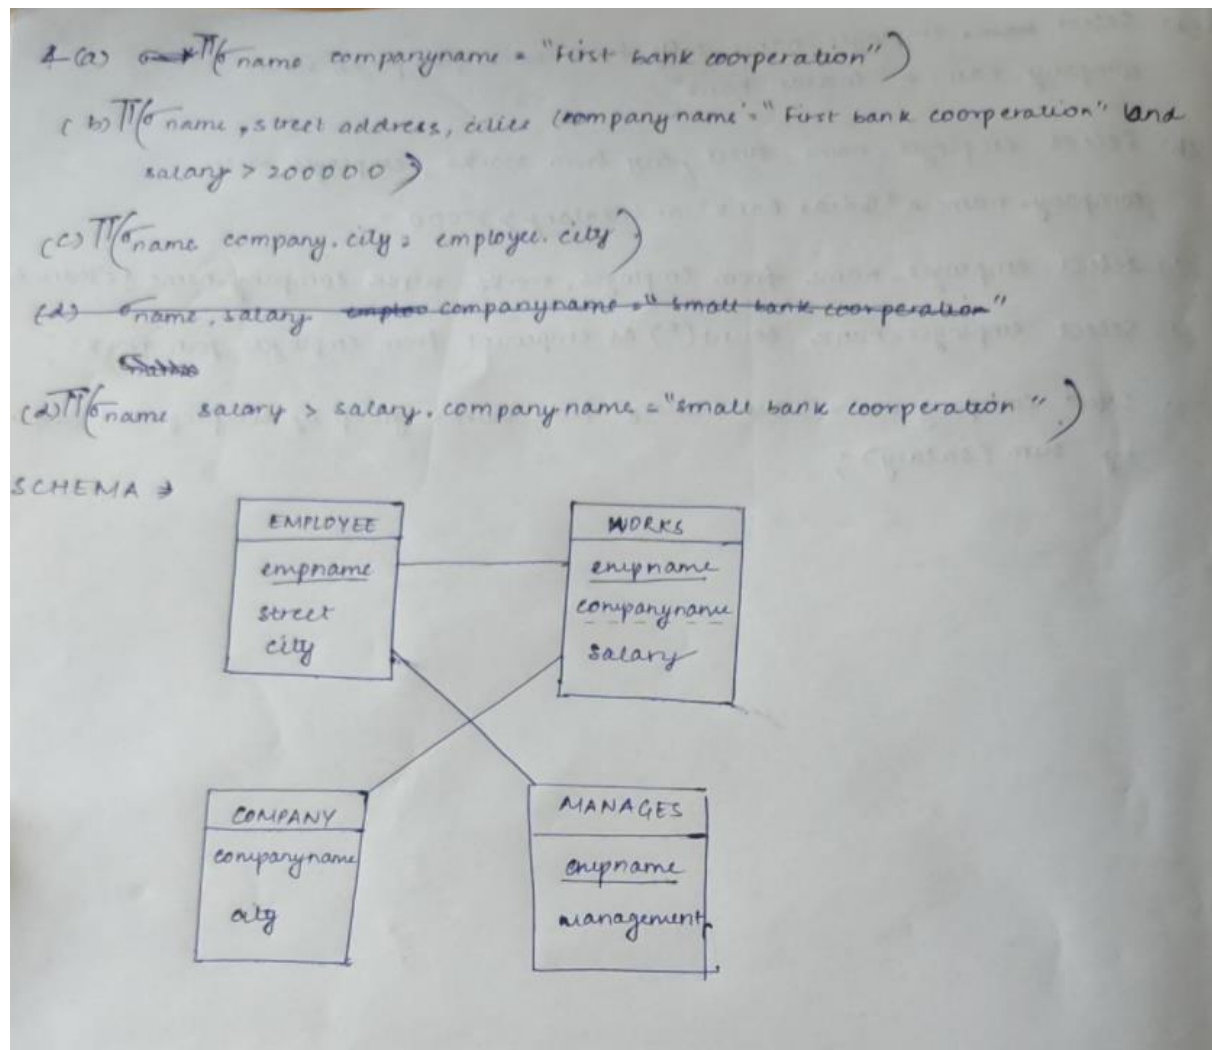 4 (a) Π(σ name companyname = "First bank coorperation")
(b) Π(σ name, street address, cities (companyname = "First bank coorperation" and
salary > 200000)
(c) Π(σ name company.city = employee.city)
(d) σ name, salary companyname = "small bank coorperation"
(d) Π(σ name salary > salary. companyname = "small bank coorperation")
SCHEMA →
EMPLOYEE
empname
street
city
WORKS
empname
companyname
salary
COMPANY
companyname
city
MANAGES
empname
management